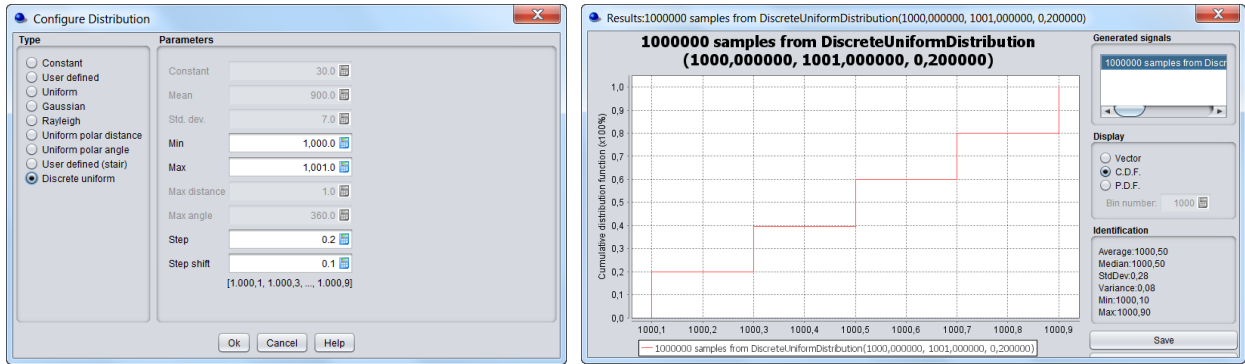 Configure Distribution
Type
Constant
User defined
Uniform
Gaussian
Rayleigh
Uniform polar distance
Uniform polar angle
User defined (stair)
Discrete uniform
Parameters
Constant 30.0
Mean 900.0
Std. dev. 7.0
Min 1,000.0
Max 1,001.0
Max distance 1.0
Max angle 360.0
Step 0.2
Step shift 0.1
[1.000,1, 1.000,3, ..., 1.000,9]
Ok Cancel Help
Results:1000000 samples from DiscreteUniformDistribution(1000,000000, 1001,000000, 0,200000)
1000000 samples from DiscreteUniformDistribution
(1000,000000, 1001,000000, 0,200000)
Cumulative distribution function (x100%)
1,0
0,9
0,8
0,7
0,6
0,5
0,4
0,3
0,2
0,1
0,0
1000,1 1000,2 1000,3 1000,4 1000,5 1000,6 1000,7 1000,8 1000,9
1000000 samples from DiscreteUniformDistribution(1000,000000, 1001,000000, 0,200000)
Generated signals
1000000 samples from Discr
Display
Vector
C.D.F.
P.D.F.
Bin number: 1000
Identification
Average:1000,50
Median:1000,50
StdDev:0,28
Variance:0,08
Min:1000,10
Max:1000,90
Save